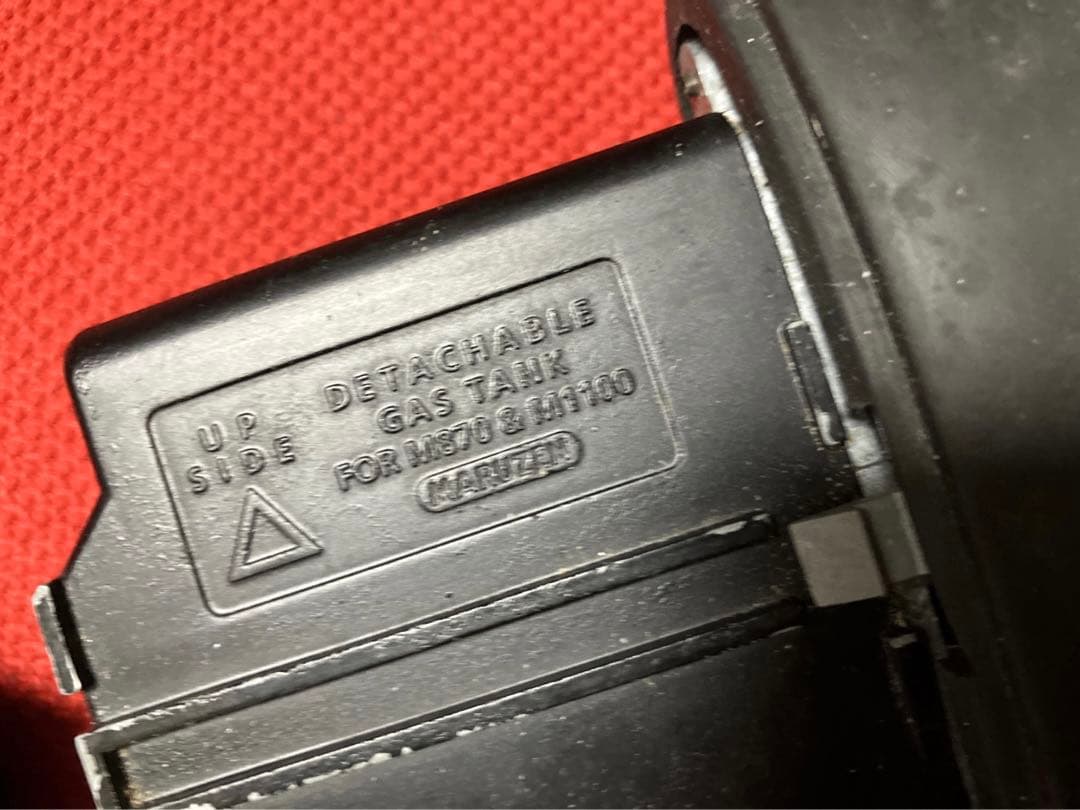 UP
SIDE
DETACHABLE
GAS TANK
FOR M870 & M1100
MARUZEN